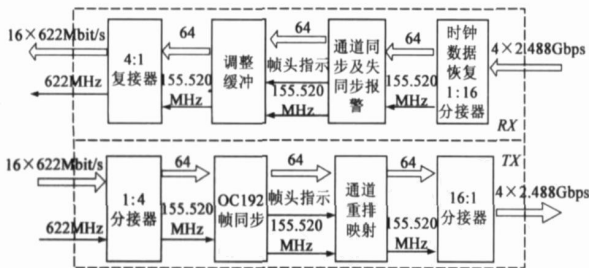 16×622Mbit/s
622MHz
4:1
复接器
64
155.520
MHz
调整
缓冲
64
帧头指示
155.520
MHz
通道同
步及失
同步报
警
64
155.520
MHz
时钟
数据
恢复
1:16
分接器
4×2.488Gbps
RX
16×622Mbit/s
622MHz
1:4
分接器
64
155.520
MHz
OC192
帧同步
64
帧头指示
155.520
MHz
通道
重排
映射
64
155.520
MHz
16:1
分接器
TX
4×2.488Gbps